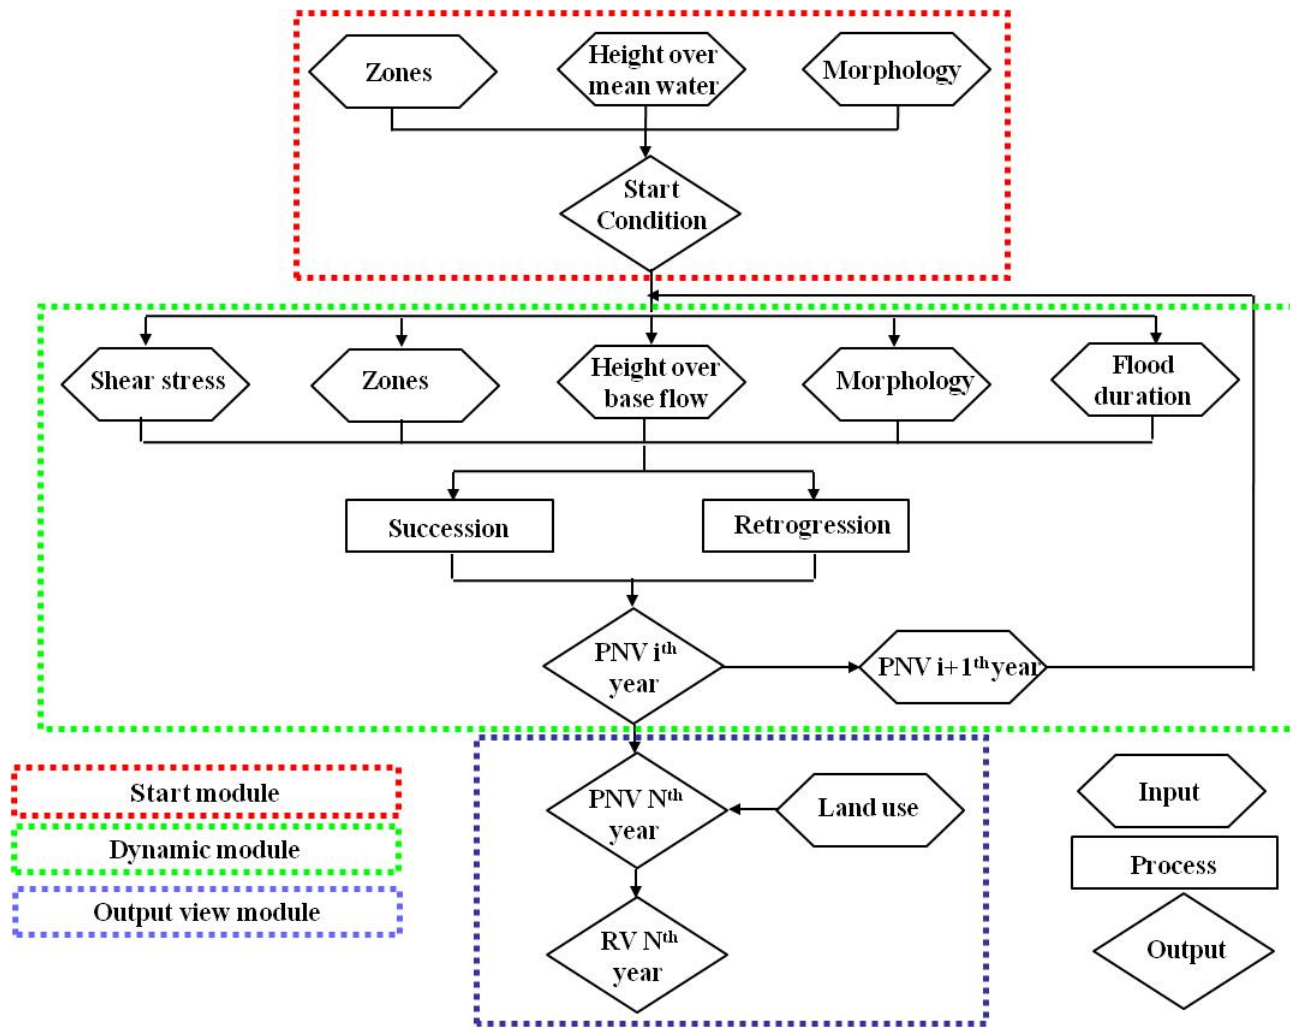 Zones
Height over
mean water
Morphology
Start
Condition
Shear stress
Zones
Height over
base flow
Morphology
Flood
duration
Succession
Retrogression
PNV iᵗʰ
year
PNV i+1ᵗʰ year
Start module
Dynamic module
Output view module
PNV Nᵗʰ
year
Land use
RV Nᵗʰ
year
Input
Process
Output